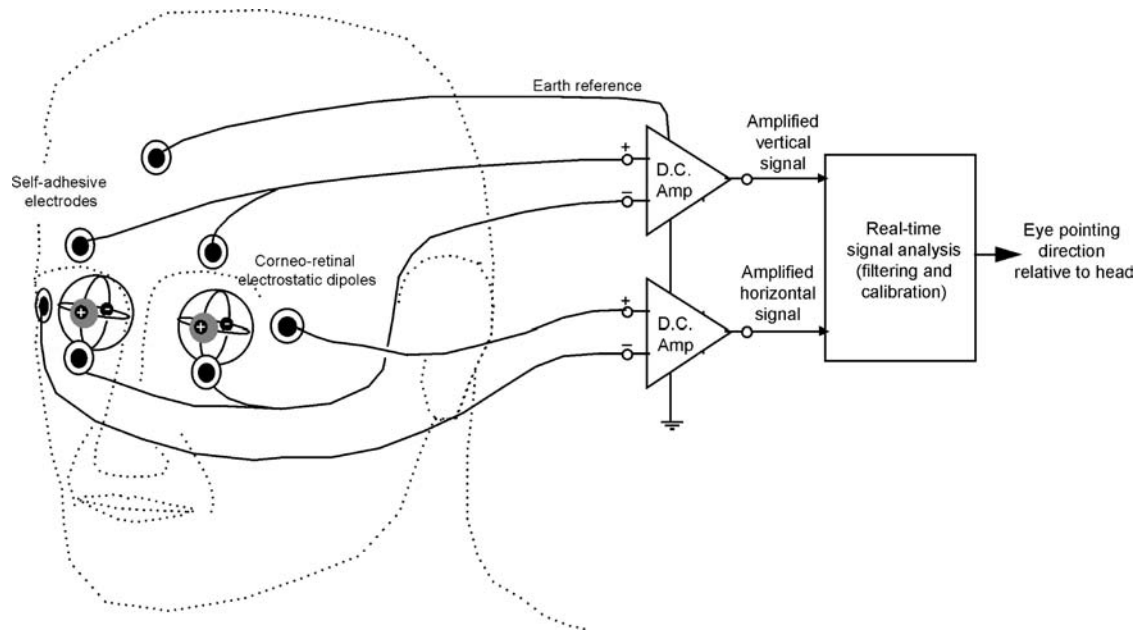 Earth reference
Self-adhesive
electrodes
Corneo-retinal
electrostatic dipoles
+
−
D.C.
Amp
+
−
D.C.
Amp
Amplified
vertical
signal
Amplified
horizontal
signal
Real-time
signal analysis
(filtering and
calibration)
Eye pointing
direction
relative to head
+ −
+ −